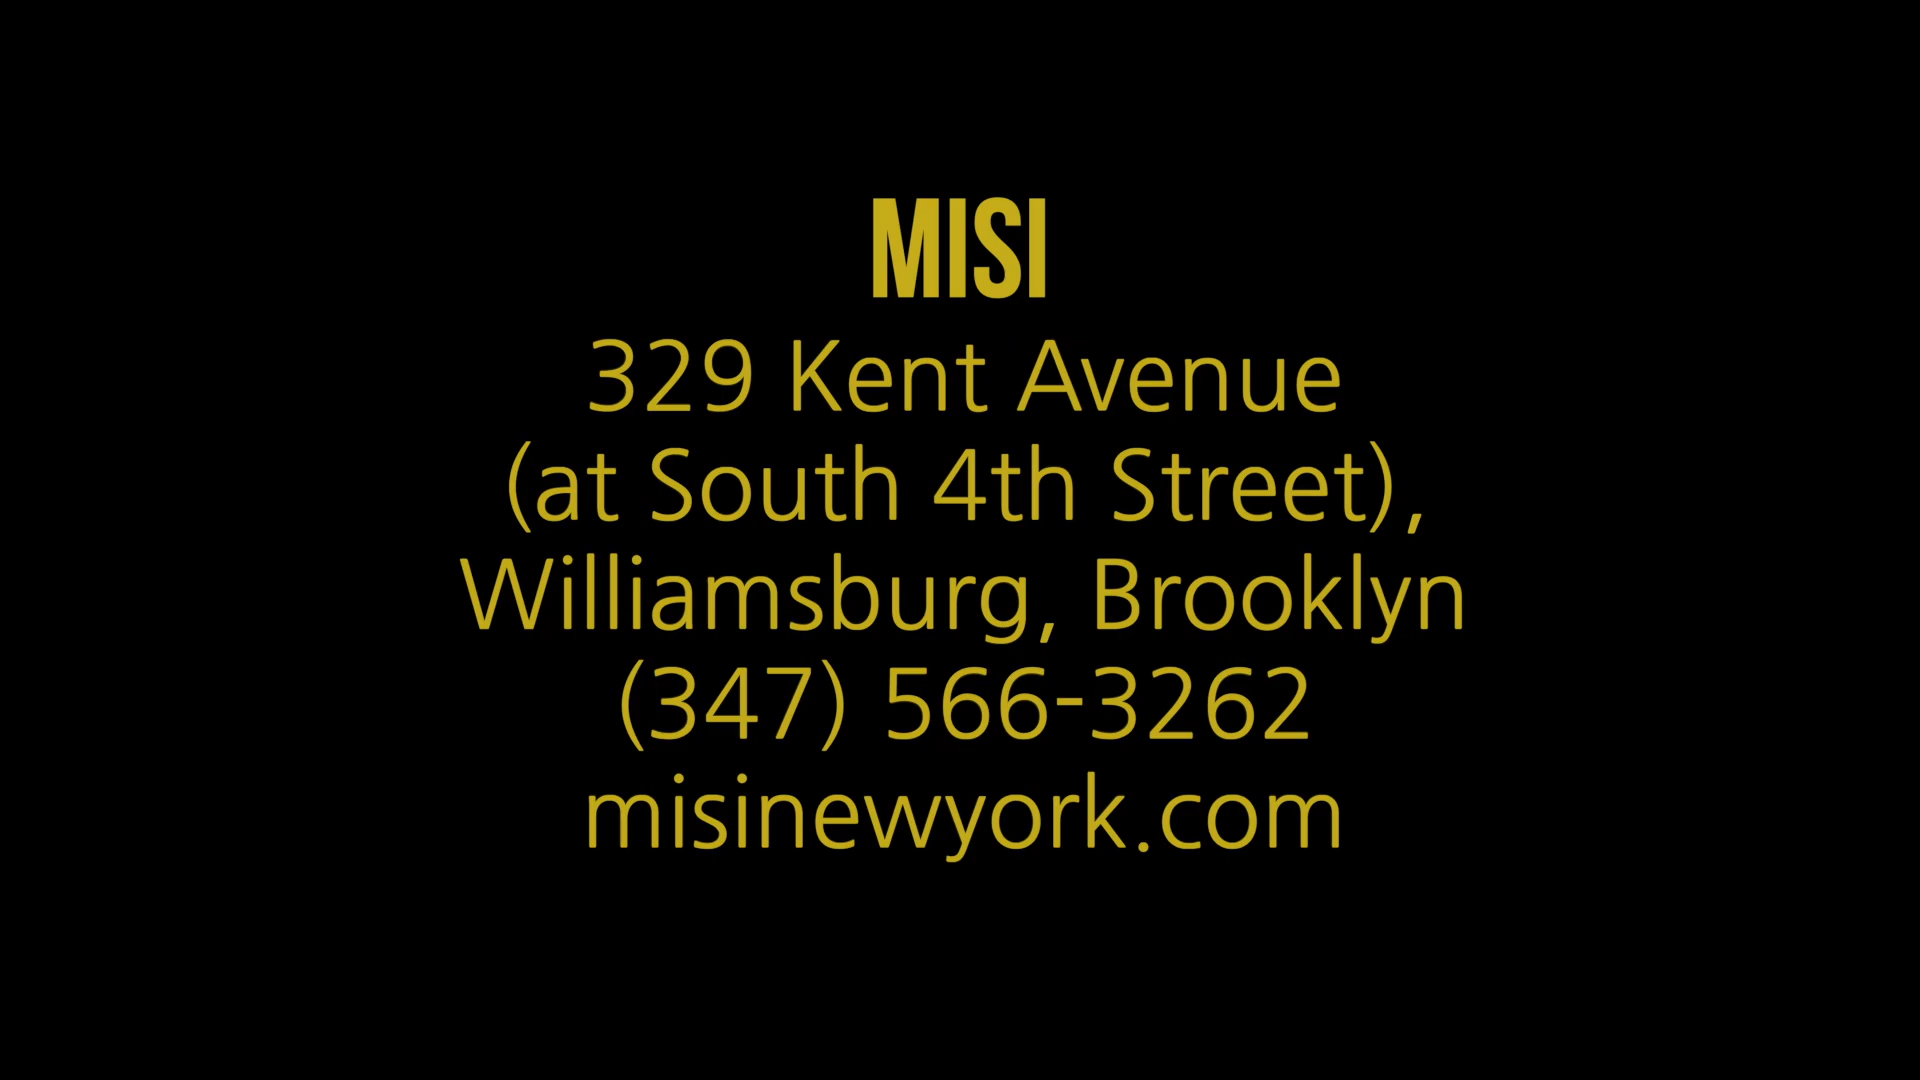 MISI
329 Kent Avenue
(at South 4th Street),
Williamsburg, Brooklyn
(347) 566-3262
misinewyork.com